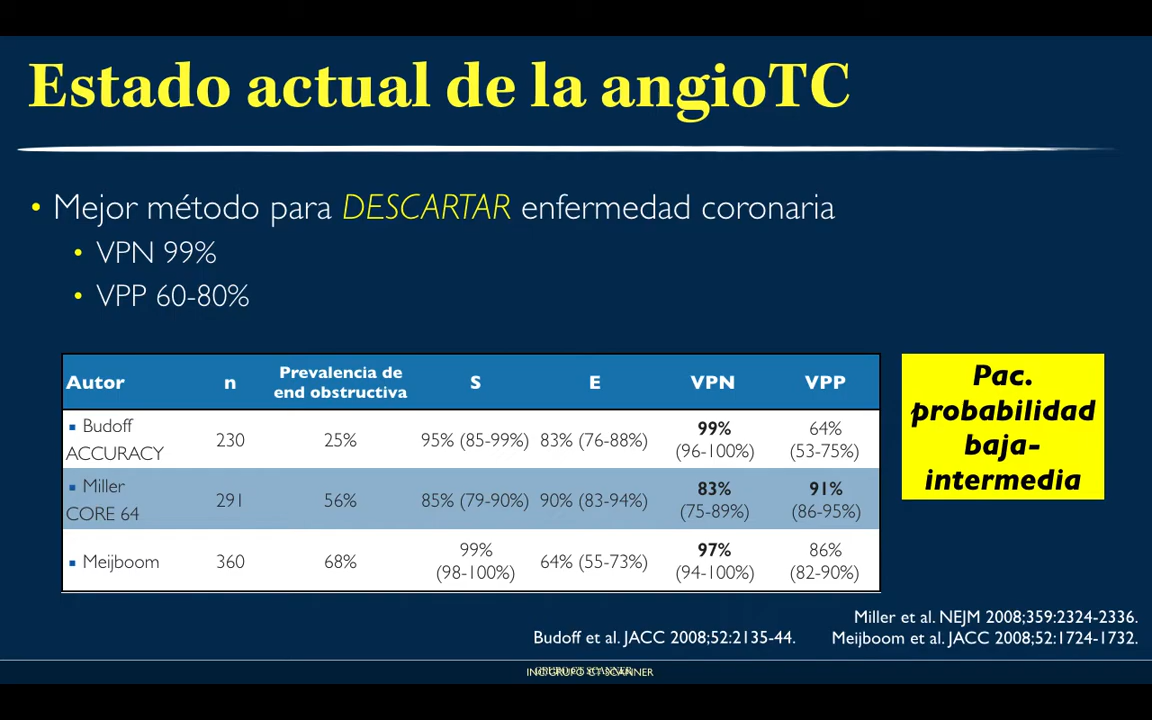 Estado actual de la angioTC
• Mejor método para DESCARTAR enfermedad coronaria
• VPN 99%
• VPP 60-80%
Autor n Prevalencia de end obstructiva S E VPN VPP
▪ Budoff ACCURACY 230 25% 95% (85-99%) 83% (76-88%) 99% (96-100%) 64% (53-75%)
▪ Miller CORE 64 291 56% 85% (79-90%) 90% (83-94%) 83% (75-89%) 91% (86-95%)
▪ Meijboom 360 68% 99% (98-100%) 64% (55-73%) 97% (94-100%) 86% (82-90%)
Pac.
probabilidad
baja-
intermedia
Miller et al. NEJM 2008;359:2324-2336.
Budoff et al. JACC 2008;52:2135-44.
Meijboom et al. JACC 2008;52:1724-1732.
SCANNER